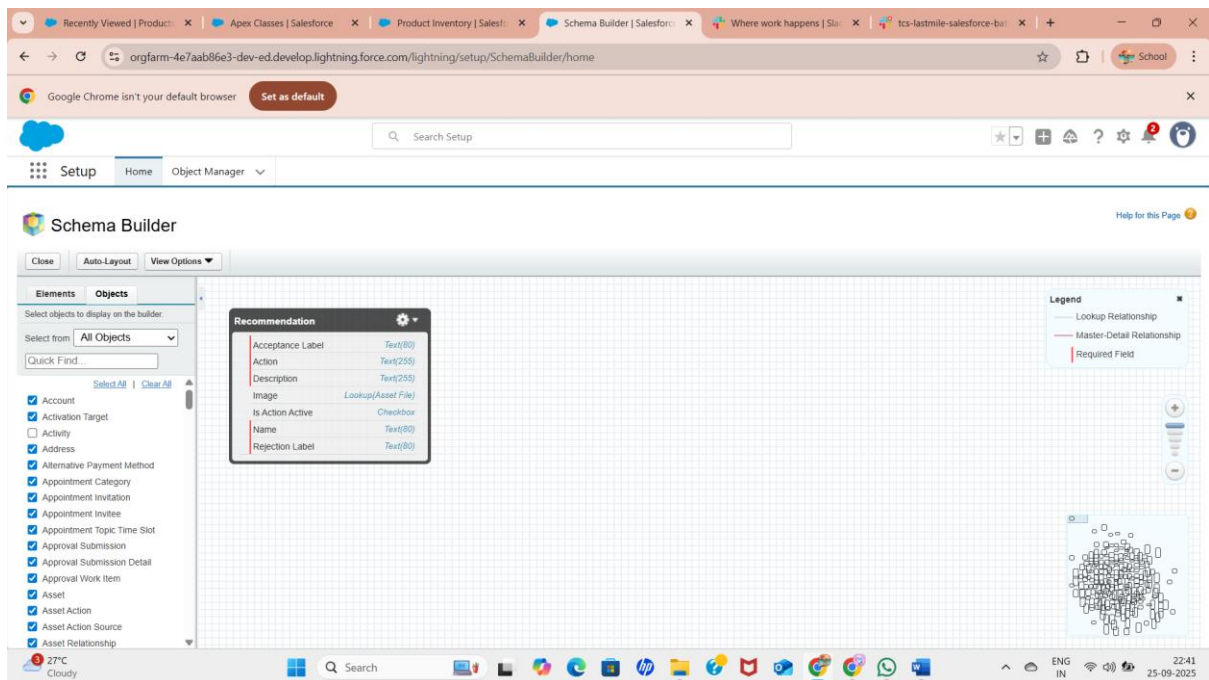 Recently Viewed | Product
Apex Classes | Salesforce
Product Inventory | Salesf
Schema Builder | Salesforc
Where work happens | Sla
tcs-lastmile-salesforce-bat
orgfarm-4e7aab86e3-dev-ed.develop.lightning.force.com/lightning/setup/SchemaBuilder/home
School
Google Chrome isn't your default browser
Set as default
Search Setup
2
Setup
Home
Object Manager
Schema Builder
Help for this Page
Close
Auto-Layout
View Options
Elements
Objects
Select objects to display on the builder.
Select from
All Objects
Quick Find...
Select All | Clear All
Account
Activation Target
Activity
Address
Alternative Payment Method
Appointment Category
Appointment Invitation
Appointment Invitee
Appointment Topic Time Slot
Approval Submission
Approval Submission Detail
Approval Work Item
Asset
Asset Action
Asset Action Source
Asset Relationship
Recommendation
Acceptance Label Text(80)
Action Text(255)
Description Text(255)
Image Lookup(Asset File)
Is Action Active Checkbox
Name Text(80)
Rejection Label Text(80)
Legend
Lookup Relationship
Master-Detail Relationship
Required Field
3
27°C
Cloudy
Search
ENG
IN
22:41
25-09-2025